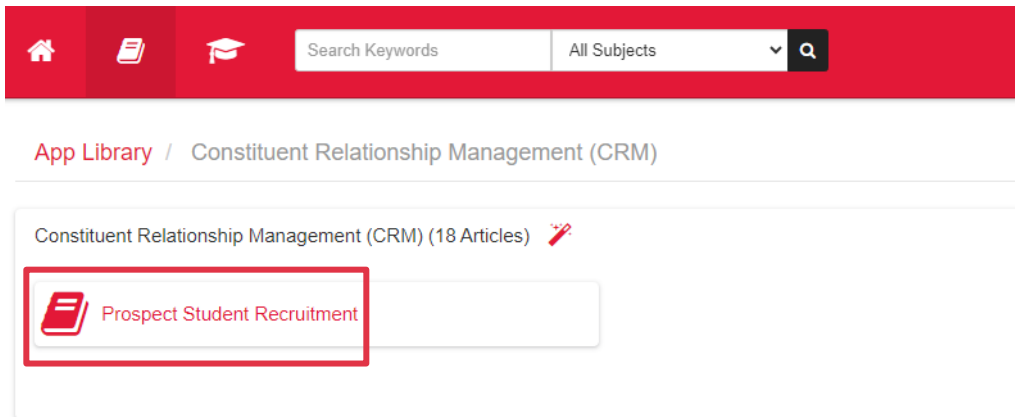 Search Keywords All Subjects
App Library / Constituent Relationship Management (CRM)
Constituent Relationship Management (CRM) (18 Articles)
Prospect Student Recruitment